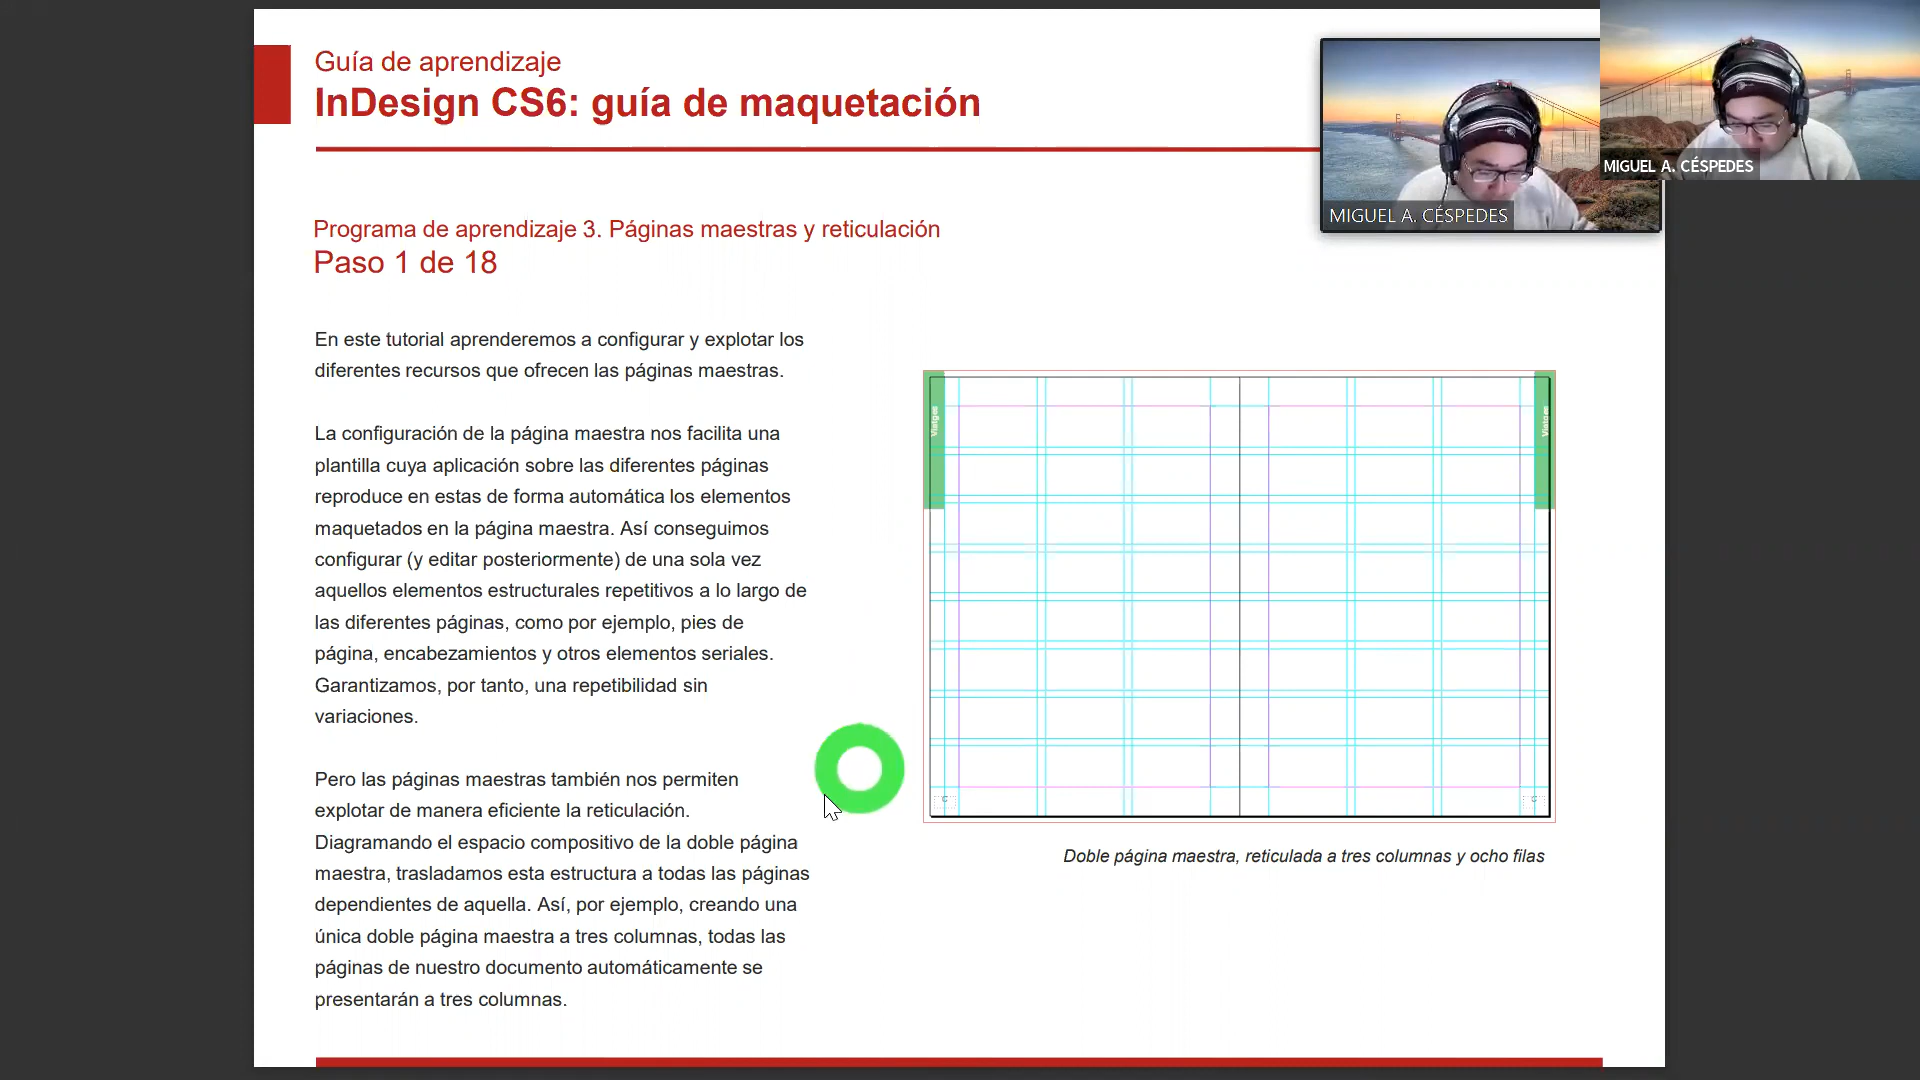 Guía de aprendizaje
InDesign CS6: guía de maquetación
MIGUEL A. CÉSPEDES
MIGUEL A. CÉSPEDES
Programa de aprendizaje 3. Páginas maestras y reticulación
Paso 1 de 18
En este tutorial aprenderemos a configurar y explotar los
diferentes recursos que ofrecen las páginas maestras.
La configuración de la página maestra nos facilita una
plantilla cuya aplicación sobre las diferentes páginas
reproduce en estas de forma automática los elementos
maquetados en la página maestra. Así conseguimos
configurar (y editar posteriormente) de una sola vez
aquellos elementos estructurales repetitivos a lo largo de
las diferentes páginas, como por ejemplo, pies de
página, encabezamientos y otros elementos seriales.
Garantizamos, por tanto, una repetibilidad sin
variaciones.
Pero las páginas maestras también nos permiten
explotar de manera eficiente la reticulación.
Diagramando el espacio compositivo de la doble página
maestra, trasladamos esta estructura a todas las páginas
dependientes de aquella. Así, por ejemplo, creando una
única doble página maestra a tres columnas, todas las
páginas de nuestro documento automáticamente se
presentarán a tres columnas.
Viatges
Viatges
Doble página maestra, reticulada a tres columnas y ocho filas